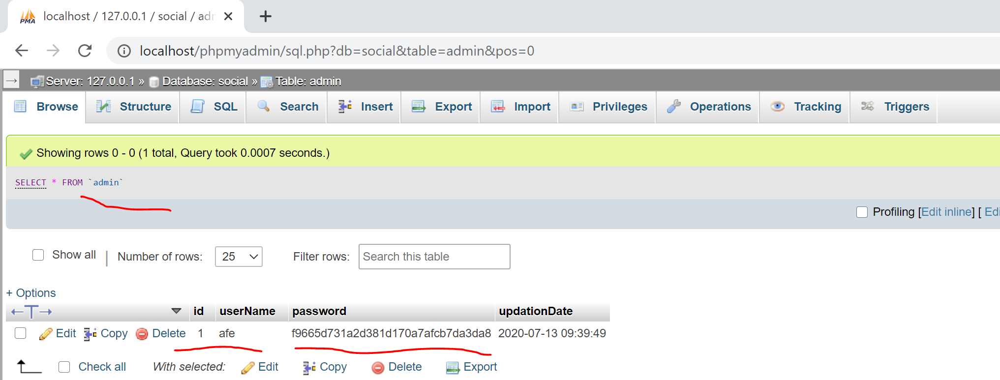 PMA localhost / 127.0.0.1 / social / adm
localhost/phpmyadmin/sql.php?db=social&table=admin&pos=0
Server: 127.0.0.1 » Database: social » Table: admin
Browse Structure SQL Search Insert Export Import Privileges Operations Tracking Triggers
Showing rows 0 - 0 (1 total, Query took 0.0007 seconds.)
SELECT * FROM `admin`
Profiling [Edit inline] [ Edi
Show all | Number of rows: 25 Filter rows: Search this table
+ Options
←T→ id userName password updationDate
Edit Copy Delete 1 afe f9665d731a2d381d170a7afcb7da3da8 2020-07-13 09:39:49
Check all With selected: Edit Copy Delete Export